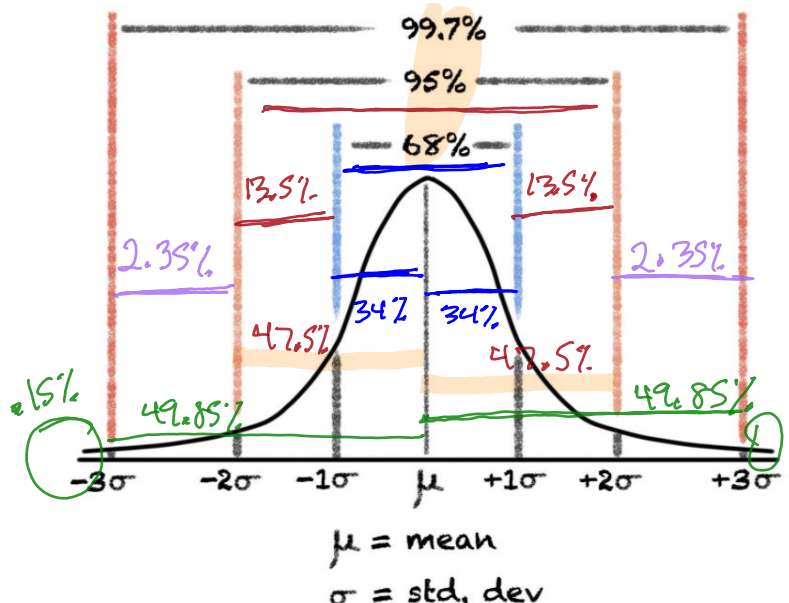 99.7%
95%
68%
13.5% 13.5%
2.35% 2.35%
34% 34%
47.5% 47.5%
.15% 49.85% 49.85%
-3σ -2σ -1σ μ +1σ +2σ +3σ
μ = mean
σ = std. dev